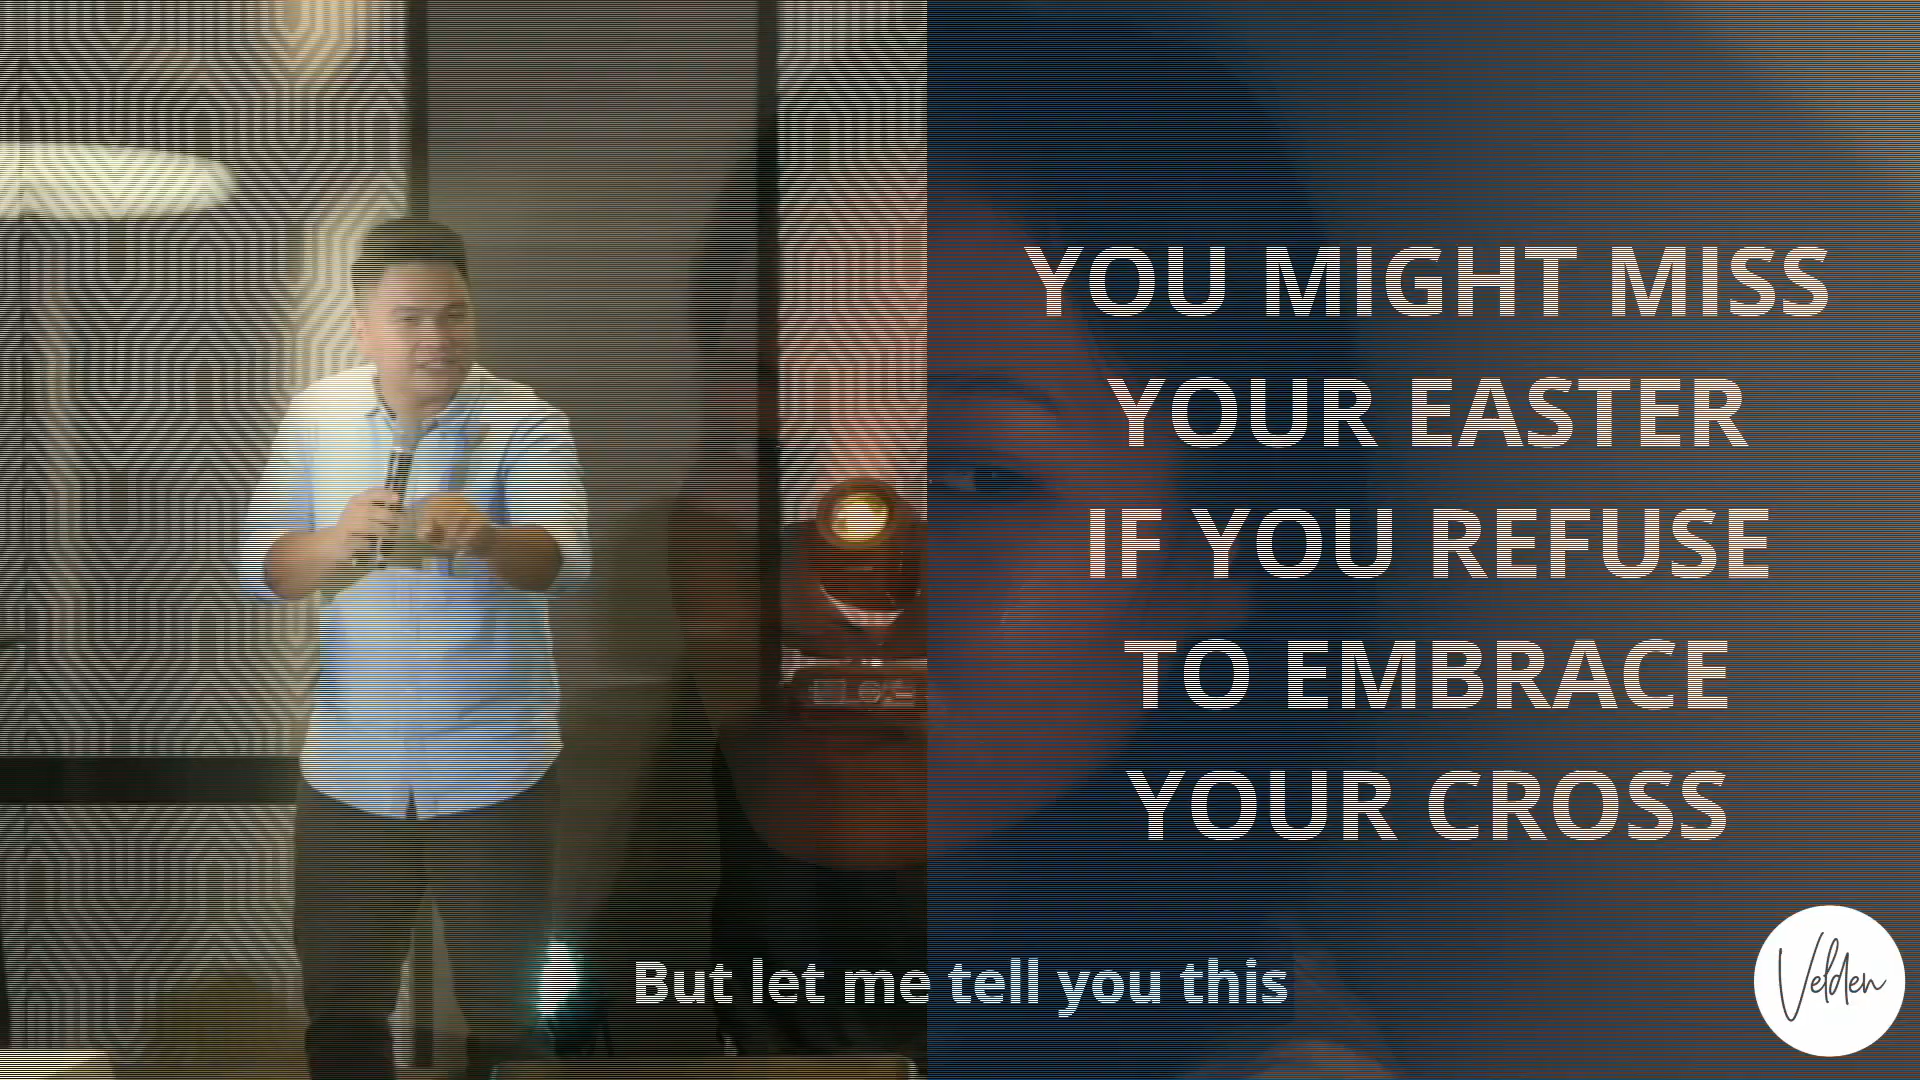 YOU MIGHT MISS
YOUR EASTER
IF YOU REFUSE
TO EMBRACE
YOUR CROSS
But let me tell you this
Velden